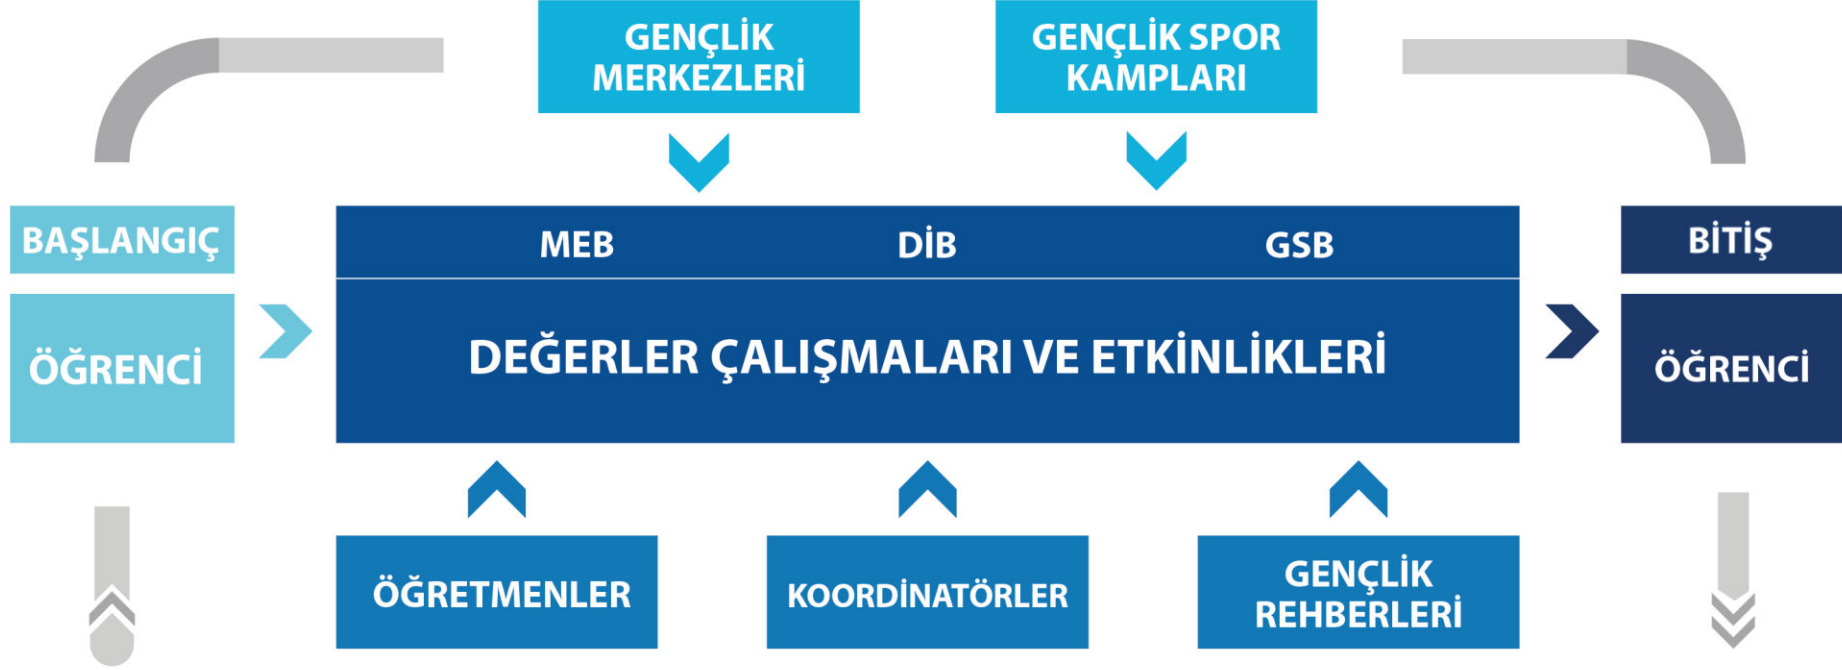 GENÇLİK
MERKEZLERİ
GENÇLİK SPOR
KAMPLARI
BAŞLANGIÇ
MEB
DİB
GSB
BİTİŞ
ÖĞRENCİ
DEĞERLER ÇALIŞMALARI VE ETKİNLİKLERİ
ÖĞRENCİ
ÖĞRETMENLER
KOORDİNATÖRLER
GENÇLİK
REHBERLERİ